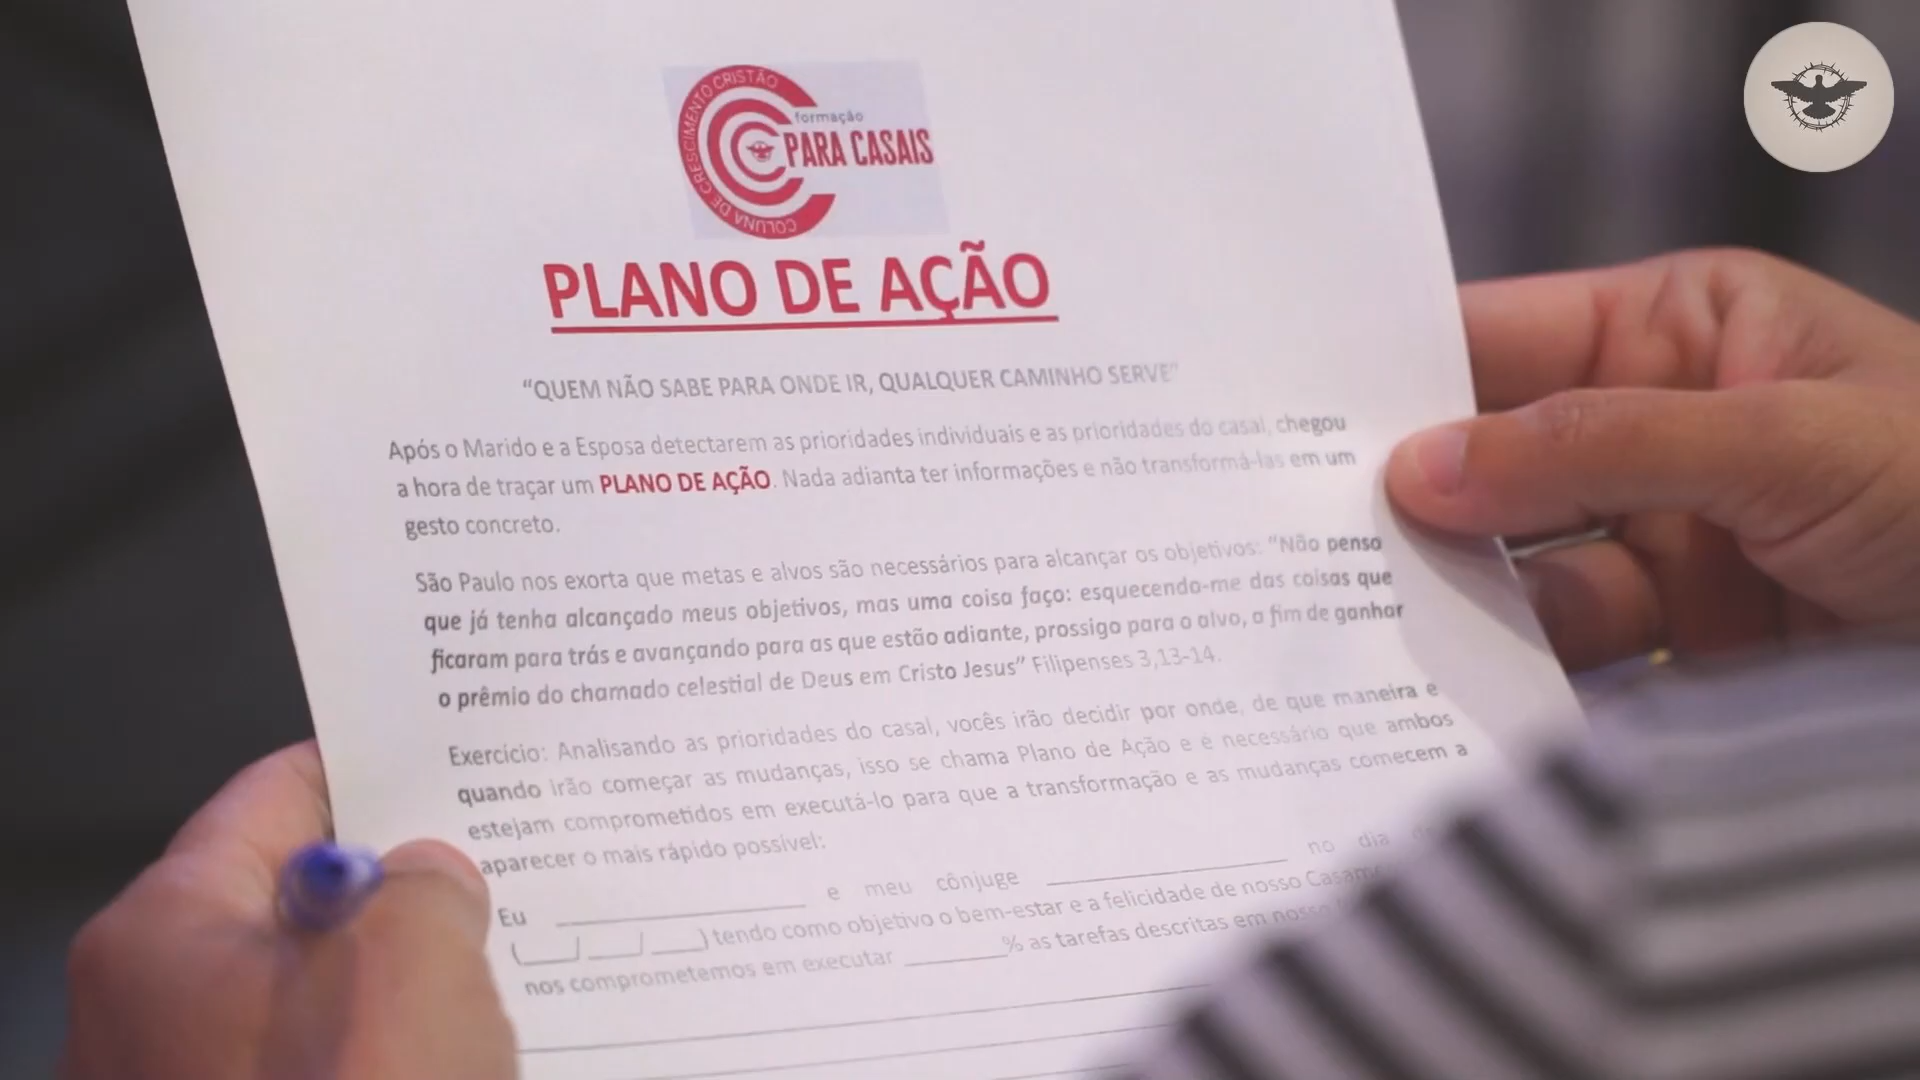 COLUNA DE CRESCIMENTO CRISTÃO
formação
PARA CASAIS
PLANO DE AÇÃO
“QUEM NÃO SABE PARA ONDE IR, QUALQUER CAMINHO SERVE”
Após o Marido e a Esposa detectarem as prioridades individuais e as prioridades do casal, chegou
a hora de traçar um PLANO DE AÇÃO. Nada adianta ter informações e não transformá-las em um
gesto concreto.
São Paulo nos exorta que metas e alvos são necessários para alcançar os objetivos: “Não penso
que já tenha alcançado meus objetivos, mas uma coisa faço: esquecendo-me das coisas que
ficaram para trás e avançando para as que estão adiante, prossigo para o alvo, a fim de ganhar
o prêmio do chamado celestial de Deus em Cristo Jesus” Filipenses 3,13-14.
Exercício: Analisando as prioridades do casal, vocês irão decidir por onde, de que maneira e
quando irão começar as mudanças, isso se chama Plano de Ação e é necessário que ambos
estejam comprometidos em executá-lo para que a transformação e as mudanças comecem a
aparecer o mais rápido possível:
Eu ____________ e meu cônjuge ____________ no dia
(____/____/____) tendo como objetivo o bem-estar e a felicidade de nosso
nos comprometemos em executar ________% as tarefas descritas em nosso